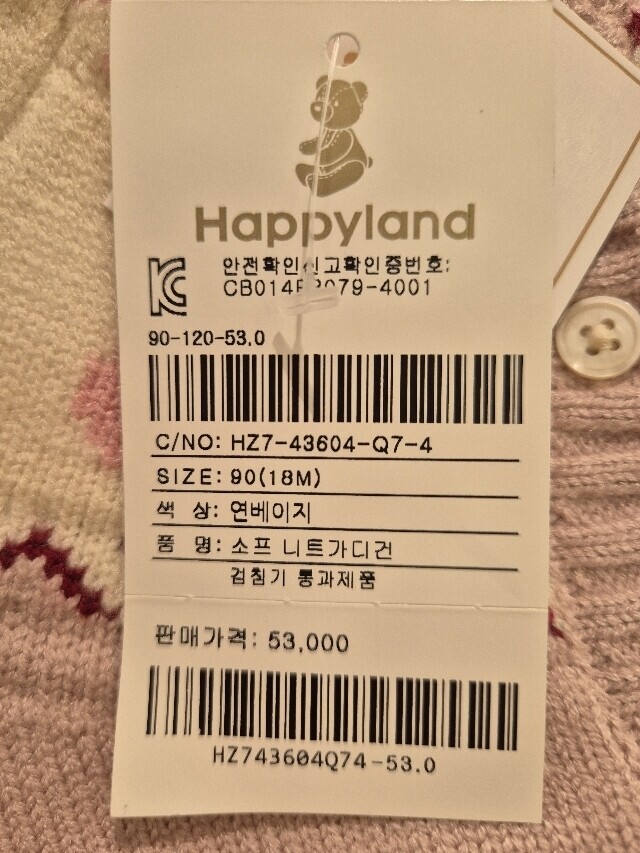 Happyland
안전확인신고확인증번호:
-4001
90-120-53.0
C/NO: HZ7-43604-Q7-4
SIZE: 90(18M)
색 상: 연베이지
품 명: 소프 니트가디건
검침기 통과제품
판매가격: 53,000
HZ743604Q74-53.0